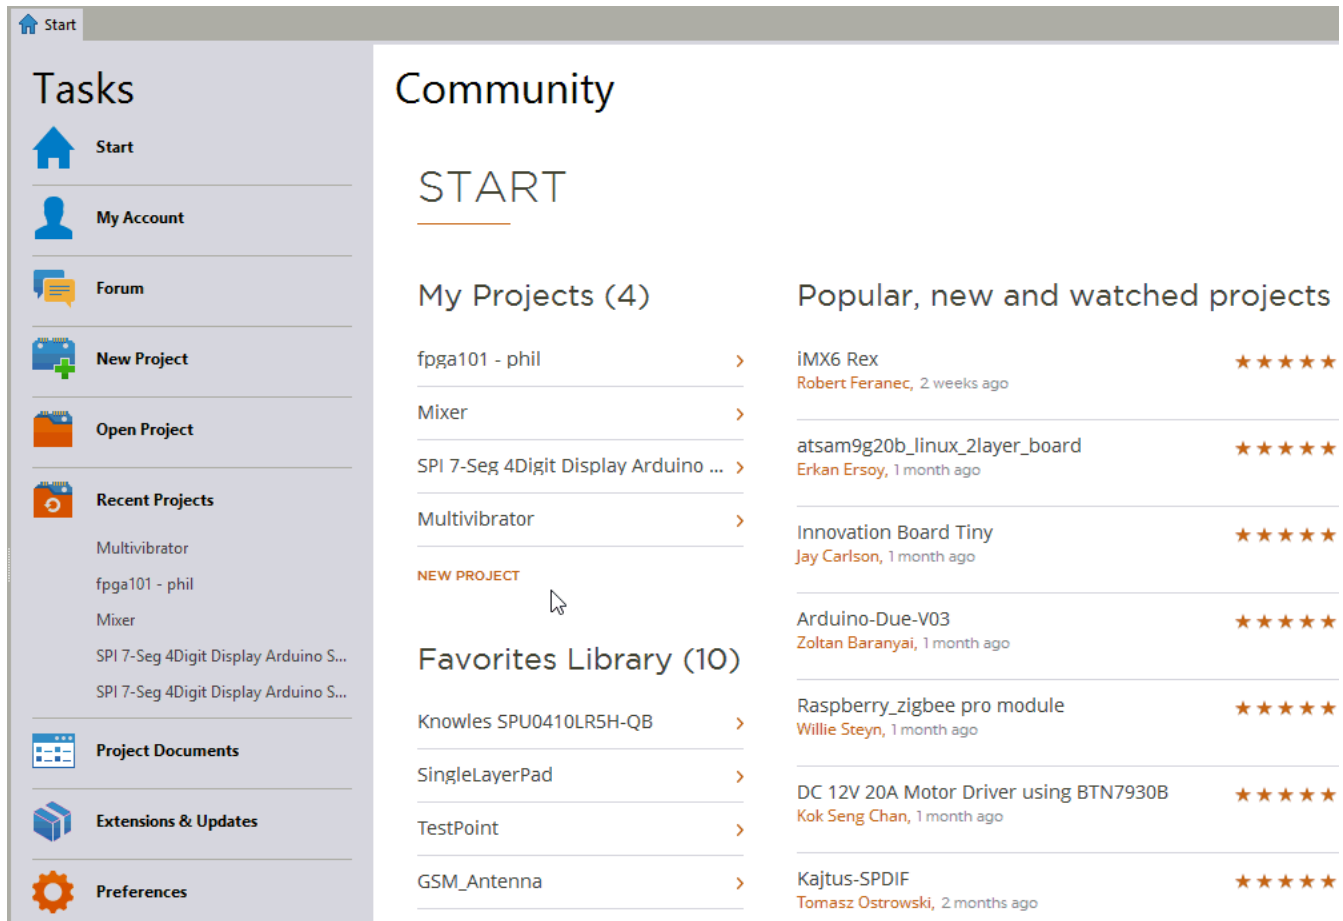 Start
Tasks
Start
My Account
Forum
New Project
Open Project
Recent Projects
Multivibrator
fpga101 - phil
Mixer
SPI 7-Seg 4Digit Display Arduino S...
SPI 7-Seg 4Digit Display Arduino S...
Project Documents
Extensions & Updates
Preferences
Community
START
My Projects (4)
fpga101 - phil
Mixer
SPI 7-Seg 4Digit Display Arduino ...
Multivibrator
NEW PROJECT
Favorites Library (10)
Knowles SPU0410LR5H-QB
SingleLayerPad
TestPoint
GSM_Antenna
Popular, new and watched projects
iMX6 Rex
Robert Feranec, 2 weeks ago
atsam9g20b_linux_2layer_board
Erkan Ersoy, 1 month ago
Innovation Board Tiny
Jay Carlson, 1 month ago
Arduino-Due-V03
Zoltan Baranyai, 1 month ago
Raspberry_zigbee pro module
Willie Steyn, 1 month ago
DC 12V 20A Motor Driver using BTN7930B
Kok Seng Chan, 1 month ago
Kajtus-SPDIF
Tomasz Ostrowski, 2 months ago